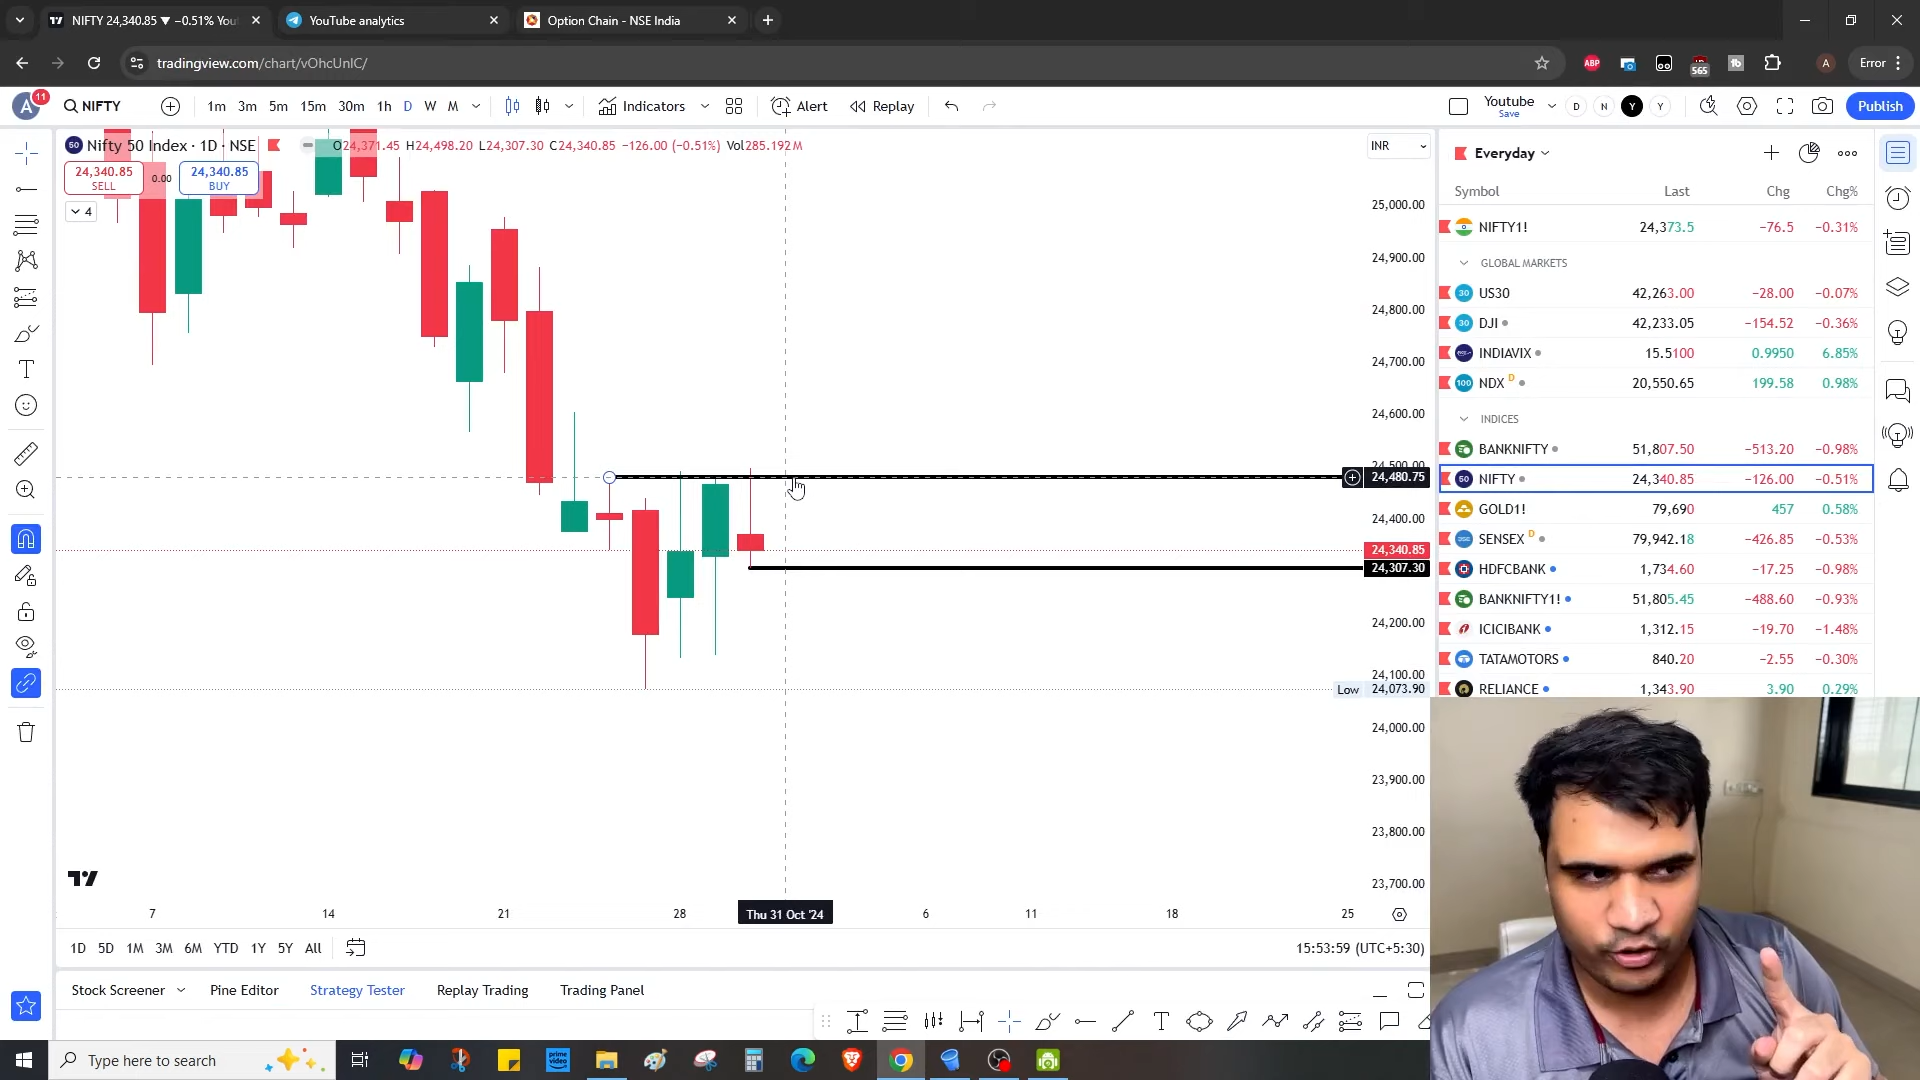 NIFTY 24,340.85 ▼ −0.51% You
YouTube analytics
Option Chain - NSE India
tradingview.com/chart/vOhcUnIC/
ABP
565
A
Error
A
11
NIFTY
1m 3m 5m 15m 30m 1h D W M
Indicators
Alert
Replay
Youtube
Save
D N Y Y
Publish
50 Nifty 50 Index · 1D · NSE
O24,371.45 H24,498.20 L24,307.30 C24,340.85 −126.00 (−0.51%) Vol285.192M
INR
24,340.85
SELL
0.00
24,340.85
BUY
4
25,000.00
24,900.00
24,800.00
24,700.00
24,600.00
24,500.00
24,480.75
24,400.00
24,340.85
24,307.30
24,200.00
24,100.00
Low 24,073.90
24,000.00
23,900.00
23,800.00
23,700.00
7 14 21 28 Thu 31 Oct '24 6 11 18 25
1D 5D 1M 3M 6M YTD 1Y 5Y All
15:53:59 (UTC+5:30)
Stock Screener Pine Editor Strategy Tester Replay Trading Trading Panel
Everyday
Symbol Last Chg Chg%
NIFTY1! 24,373.5 −76.5 −0.31%
GLOBAL MARKETS
30 US30 42,263.00 −28.00 −0.07%
30 DJI 42,233.05 −154.52 −0.36%
INDIAVIX 15.5100 0.9950 6.85%
100 NDX D 20,550.65 199.58 0.98%
INDICES
BANKNIFTY 51,807.50 −513.20 −0.98%
50 NIFTY 24,340.85 −126.00 −0.51%
GOLD1! 79,690 457 0.58%
SENSEX D 79,942.18 −426.85 −0.53%
HDFCBANK 1,734.60 −17.25 −0.98%
BANKNIFTY1! 51,805.45 −488.60 −0.93%
ICICIBANK 1,312.15 −19.70 −1.48%
TATAMOTORS 840.20 −2.55 −0.30%
RELIANCE 1,343.90 3.90 0.29%
Type here to search
prime
video